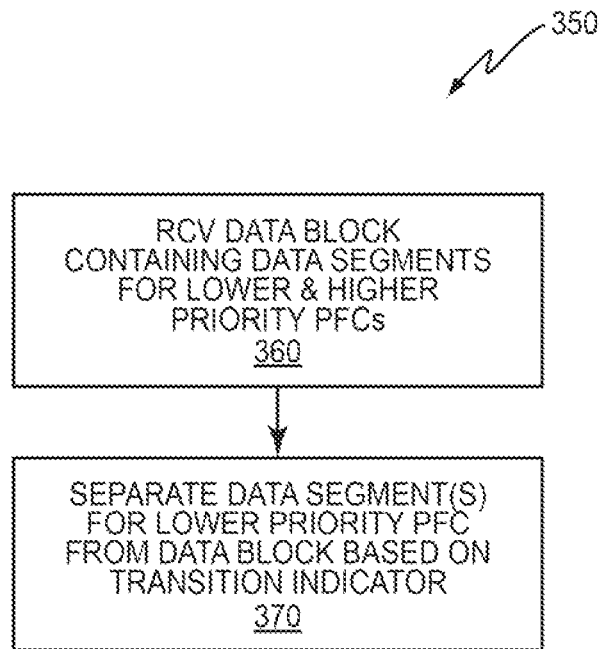 350
RCV DATA BLOCK
CONTAINING DATA SEGMENTS
FOR LOWER & HIGHER
PRIORITY PFCs
360
SEPARATE DATA SEGMENT(S)
FOR LOWER PRIORITY PFC
FROM DATA BLOCK BASED ON
TRANSITION INDICATOR
370